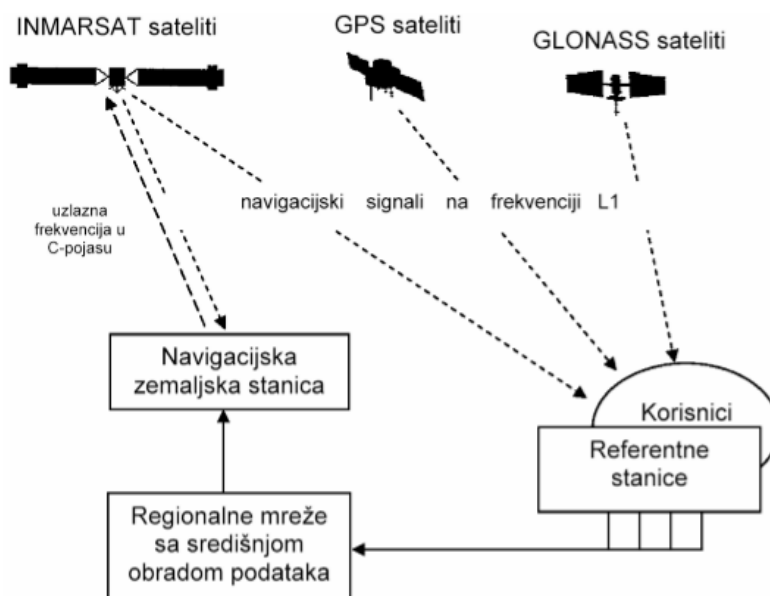 INMARSAT sateliti
GPS sateliti
GLONASS sateliti
navigacijski signali na frekvenciji L1
uzlazna
frekvencija u
C-pojasu
Navigacijska
zemaljska stanica
Korisnici
Referentne
stanice
Regionalne mreže
sa središnjom
obradom podataka